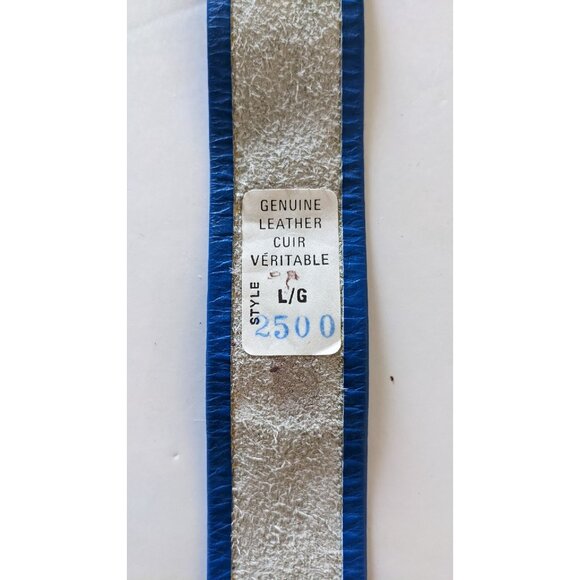 GENUINE
LEATHER
CUIR
VÉRITABLE
L/G
STYLE
2500